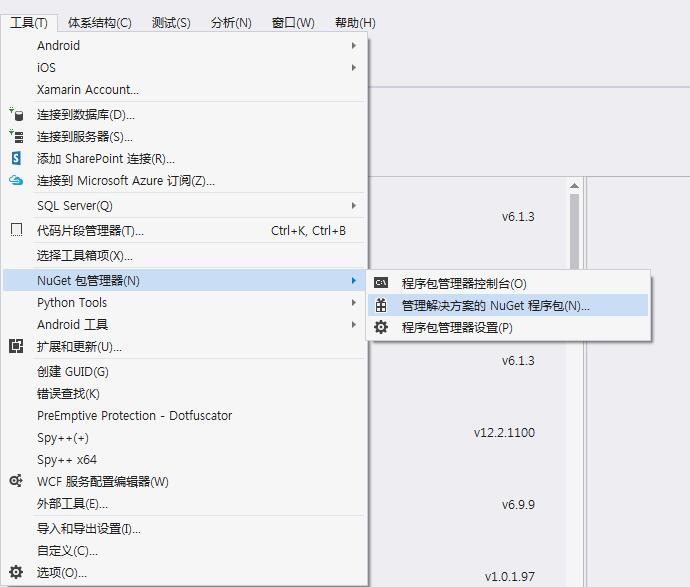 工具(T) 体系结构(C) 测试(S) 分析(N) 窗口(W) 帮助(H)
Android
iOS
Xamarin Account...
连接到数据库(D)...
连接到服务器(S)...
添加 SharePoint 连接(R)...
连接到 Microsoft Azure 订阅(Z)...
SQL Server(Q)
v6.1.3
代码片段管理器(T)... Ctrl+K, Ctrl+B
选择工具箱项(X)...
NuGet 包管理器(N)
程序包管理器控制台(O)
管理解决方案的 NuGet 程序包(N)...
程序包管理器设置(P)
Python Tools
Android 工具
扩展和更新(U)...
v6.1.3
创建 GUID(G)
错误查找(K)
PreEmptive Protection - Dotfuscator
Spy++(+)
v12.2.1100
Spy++ x64
WCF 服务配置编辑器(W)
外部工具(E)...
v6.9.9
导入和导出设置(I)...
自定义(C)...
选项(O)...
v1.0.1.97